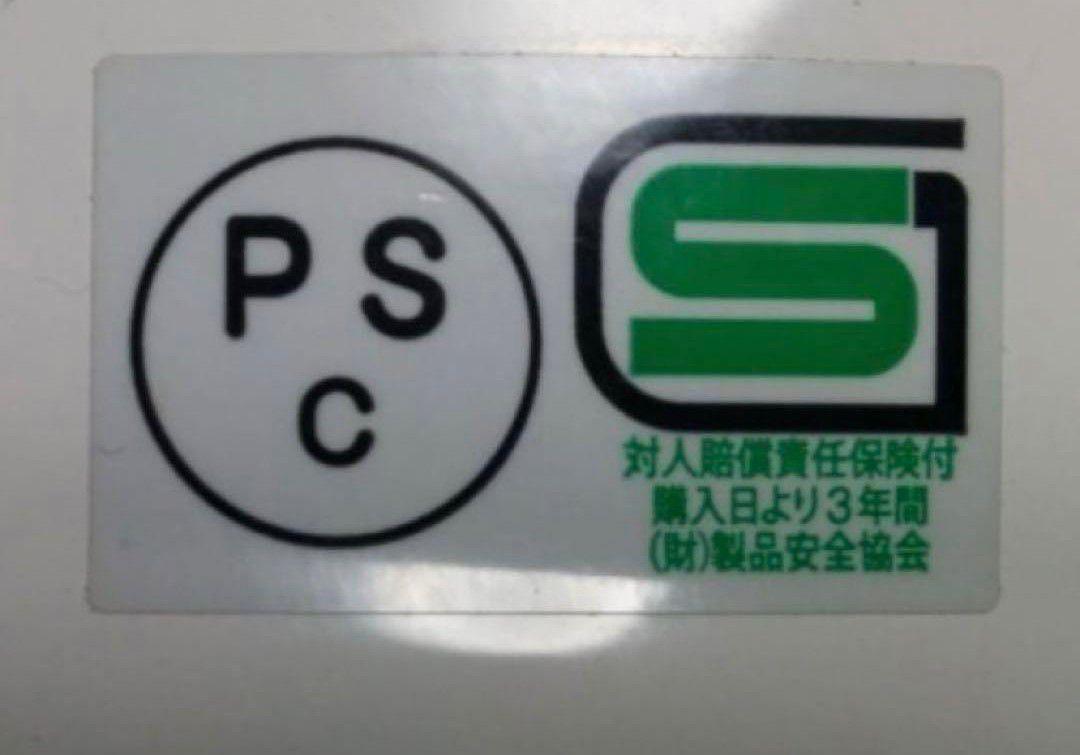 PS
C
SG
対人賠償責任保険付
購入日より3年間
(財)製品安全協会